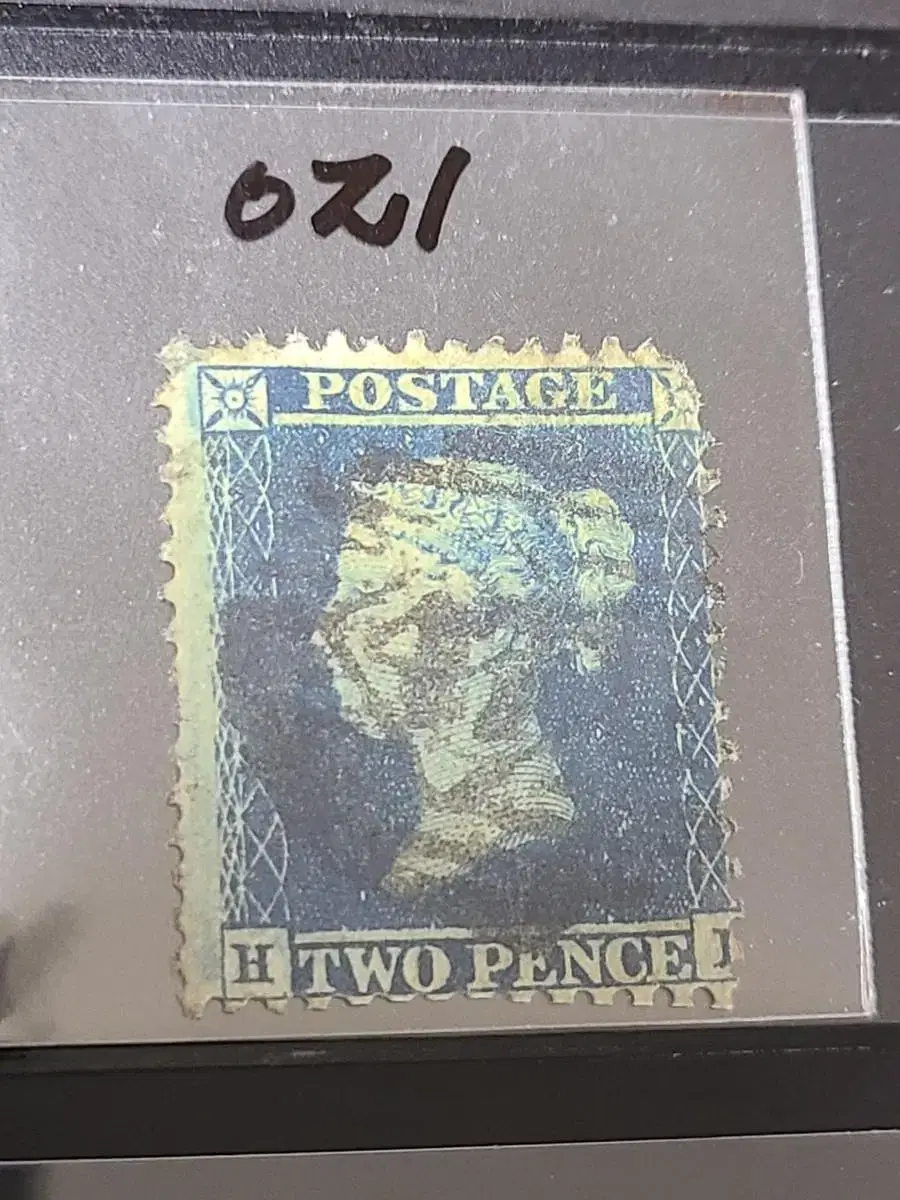 021
POSTAGE
H TWO PENCE